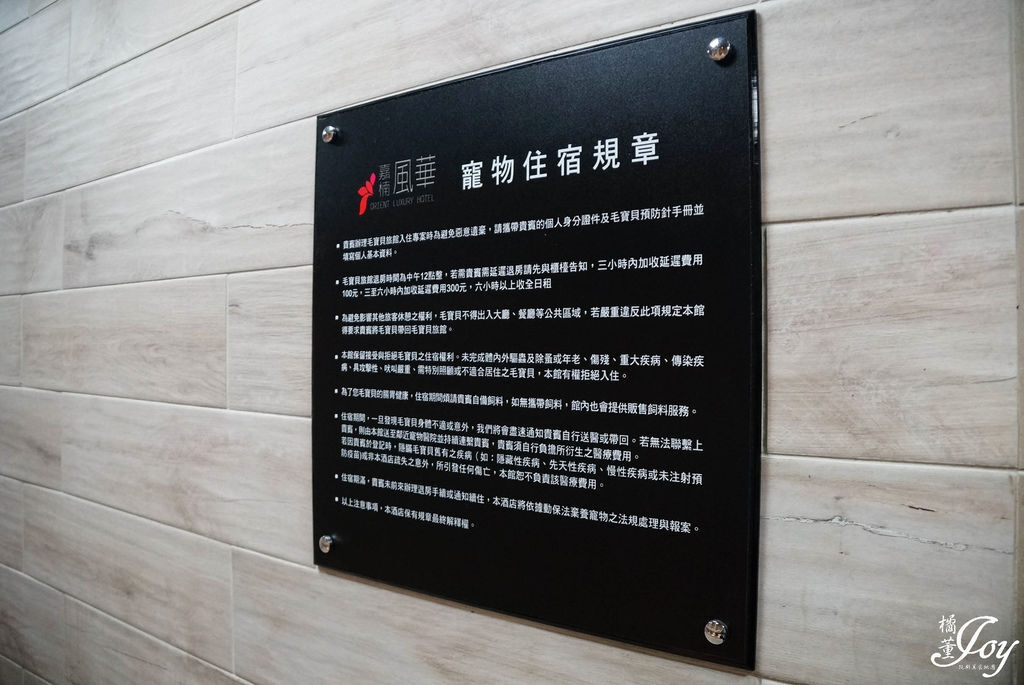 嘉楠風華
ORIENT LUXURY HOTEL
寵物住宿規章
貴賓辦理毛寶貝旅館入住專案時為避免惡意遺棄，請攜帶貴賓的個人身分證件及毛寶貝預防針手冊並
填寫個人基本資料。
毛寶貝旅館退房時間為中午12點整，若需貴賓需延遲退房請先與櫃檯告知，三小時內加收延遲費用
100元，三至六小時內加收延遲費用300元，六小時以上收全日租
為避免影響其他旅客休憩之權利，毛寶貝不得出入大廳、餐廳等公共區域，若嚴重違反此項規定本館
得要求貴賓將毛寶貝帶回毛寶貝旅館。
本館保留接受與拒絕毛寶貝之住宿權利。未完成體內外驅蟲及除蚤或年老、傷殘、重大疾病、傳染疾
病、具攻擊性、吠叫嚴重、需特別照顧或不適合居住之毛寶貝，本館有權拒絕入住。
為了您毛寶貝的腸胃健康，住宿期間煩請貴賓自備飼料，如無攜帶飼料，館內也會提供販售飼料服務。
住宿期間，一旦發現毛寶貝身體不適或意外，我們將會盡速通知貴賓自行送醫或帶回。若無法聯繫上
貴賓，則由本館送至鄰近寵物醫院並持續連繫貴賓，貴賓須自行負擔所衍生之醫療費用。
若因貴賓於登記時，隱瞞毛寶貝舊有之疾病（如：隱藏性疾病、先天性疾病、慢性疾病或未注射預
防疫苗)或非本酒店疏失之意外，所引發任何傷亡，本館恕不負責該醫療費用。
住宿期滿，貴賓未前來辦理退房手續或通知續住，本酒店將依據動保法棄養寵物之法規處理與報案。
以上注意事項，本酒店保有規章最終解釋權。
橘董
Joy